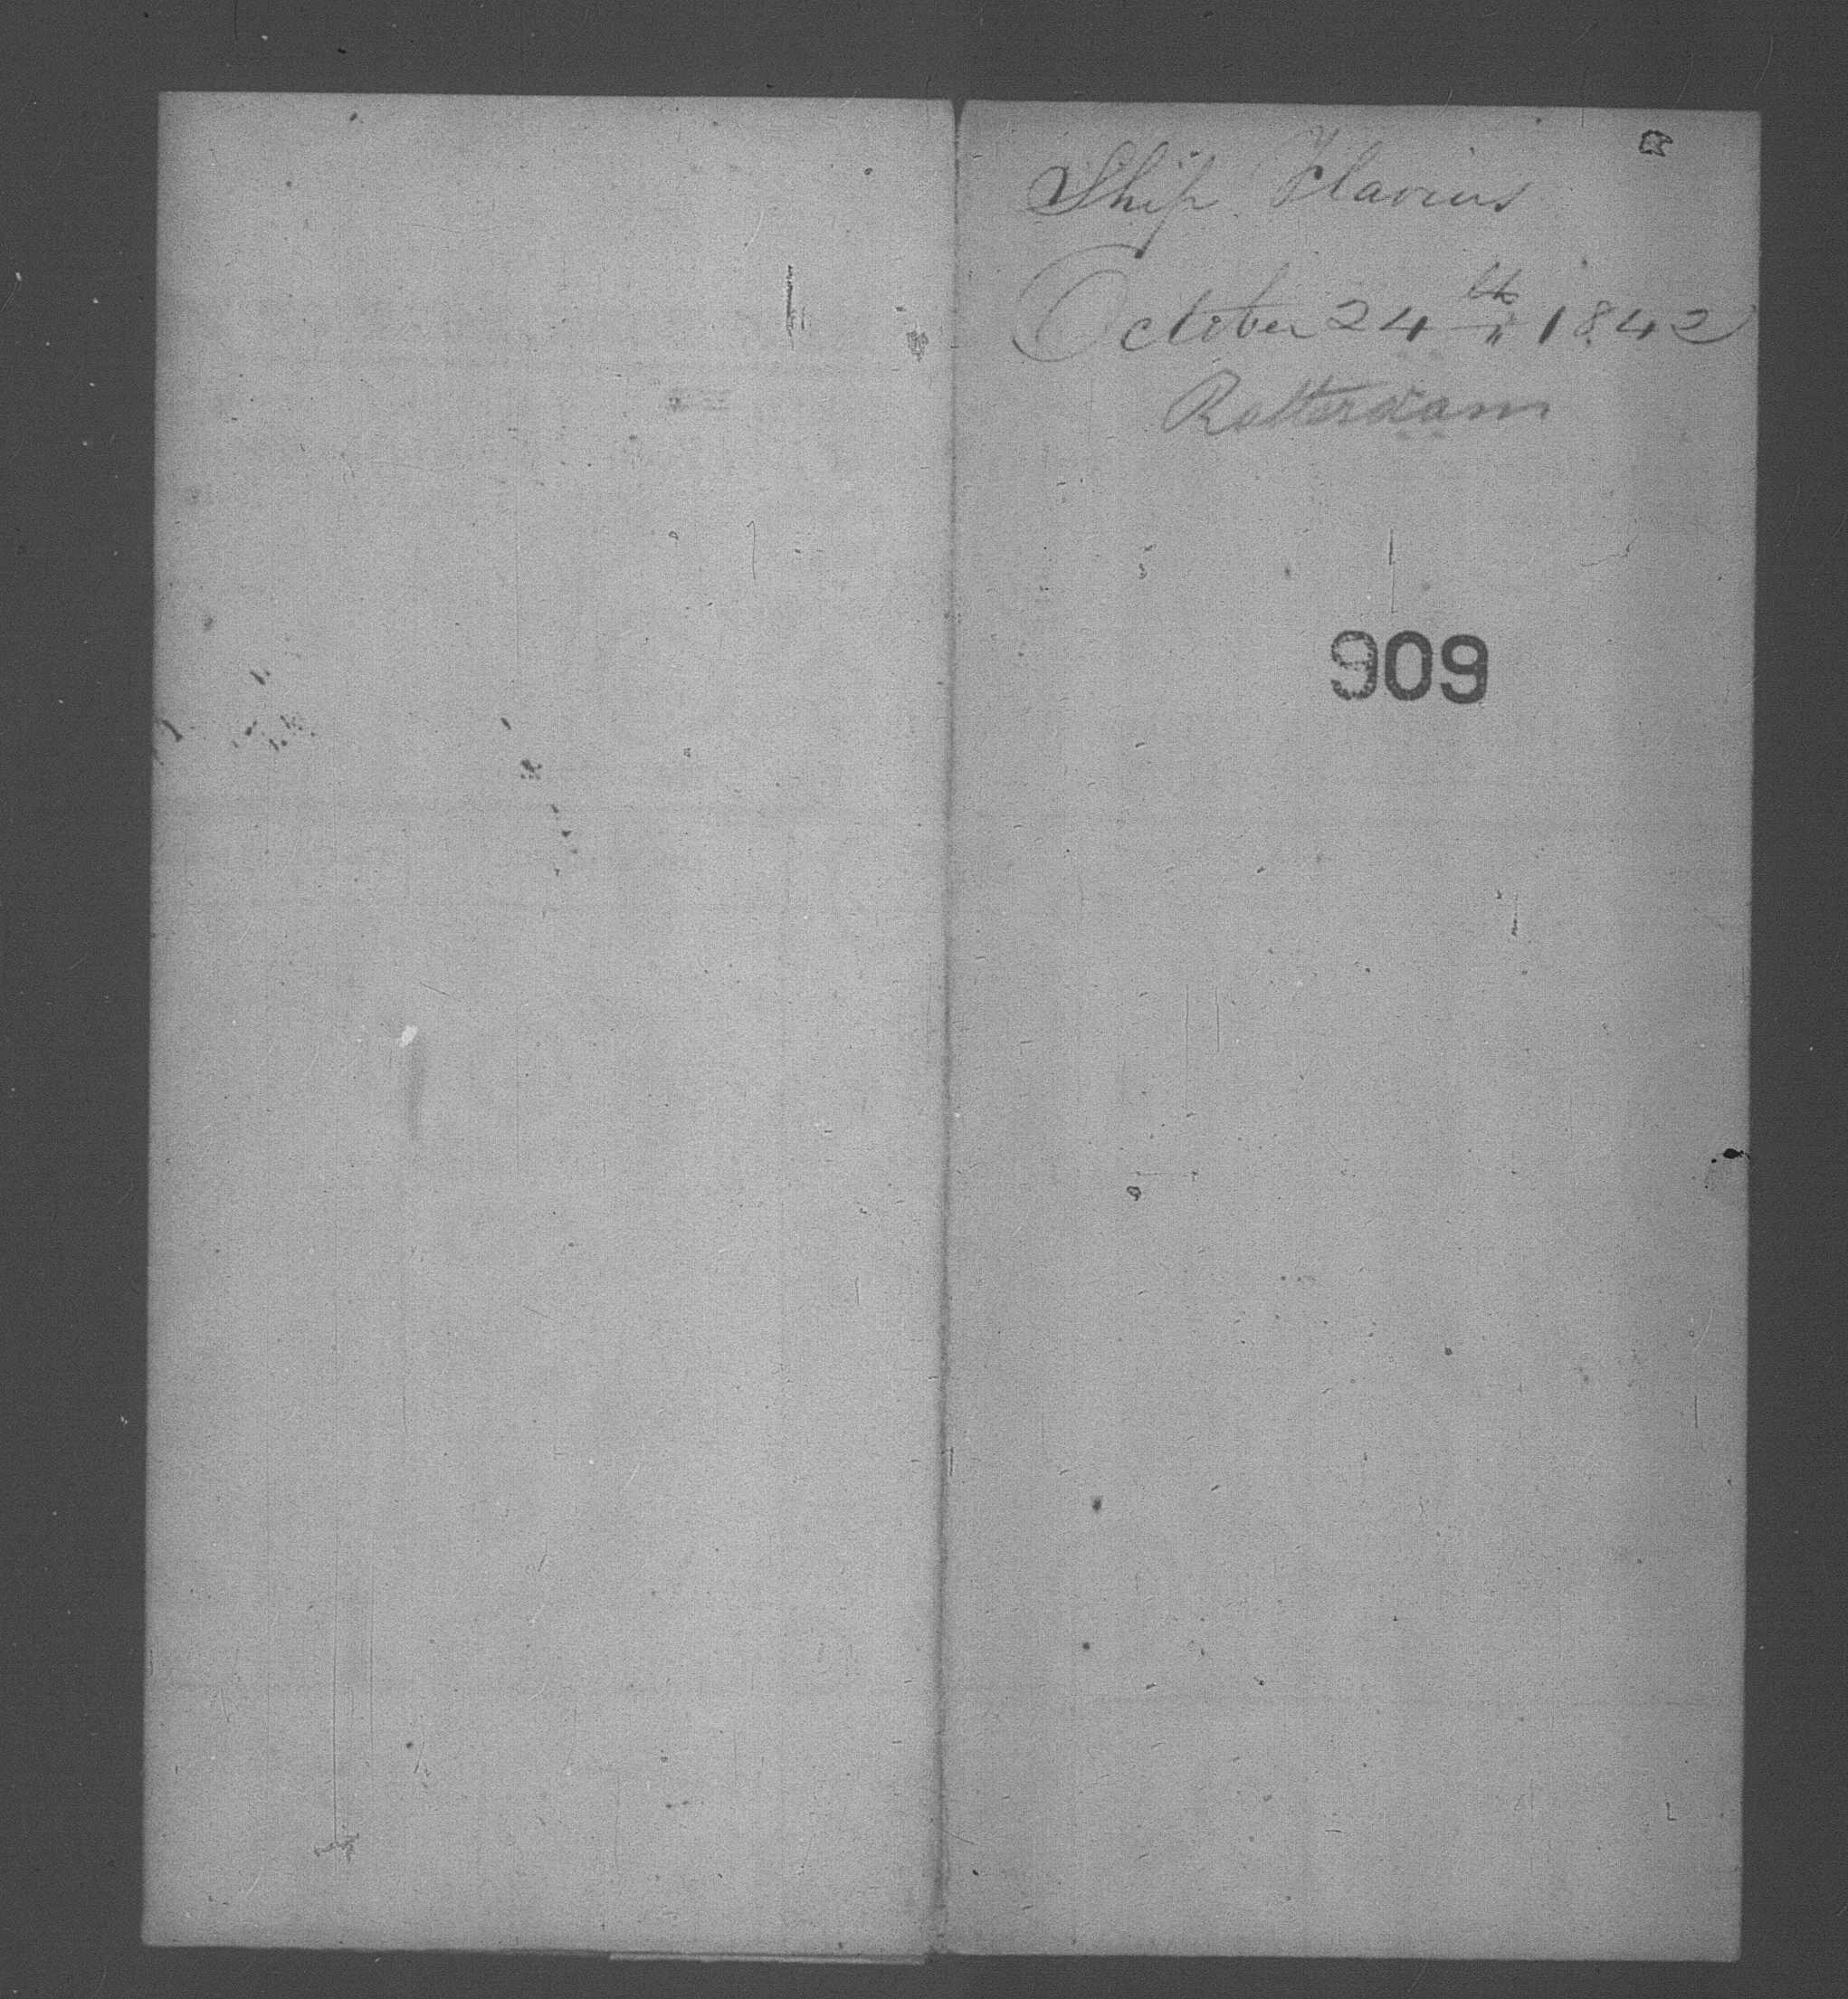 Ship Flavius
October 24th 1842
Rotterdam
909